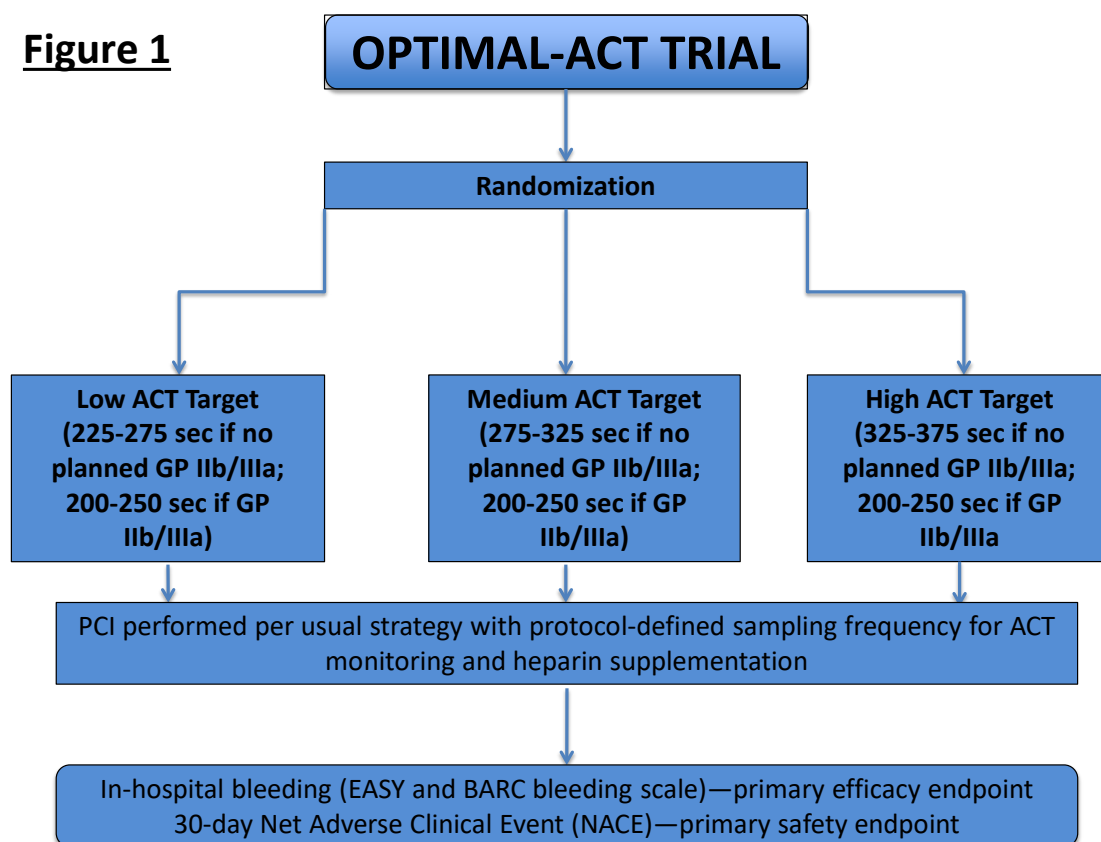 Figure 1
OPTIMAL-ACT TRIAL
Randomization
Low ACT Target
(225-275 sec if no
planned GP IIb/IIIa;
200-250 sec if GP
IIb/IIIa)
Medium ACT Target
(275-325 sec if no
planned GP IIb/IIIa;
200-250 sec if GP
IIb/IIIa)
High ACT Target
(325-375 sec if no
planned GP IIb/IIIa;
200-250 sec if GP
IIb/IIIa
PCI performed per usual strategy with protocol-defined sampling frequency for ACT
monitoring and heparin supplementation
In-hospital bleeding (EASY and BARC bleeding scale)—primary efficacy endpoint
30-day Net Adverse Clinical Event (NACE)—primary safety endpoint